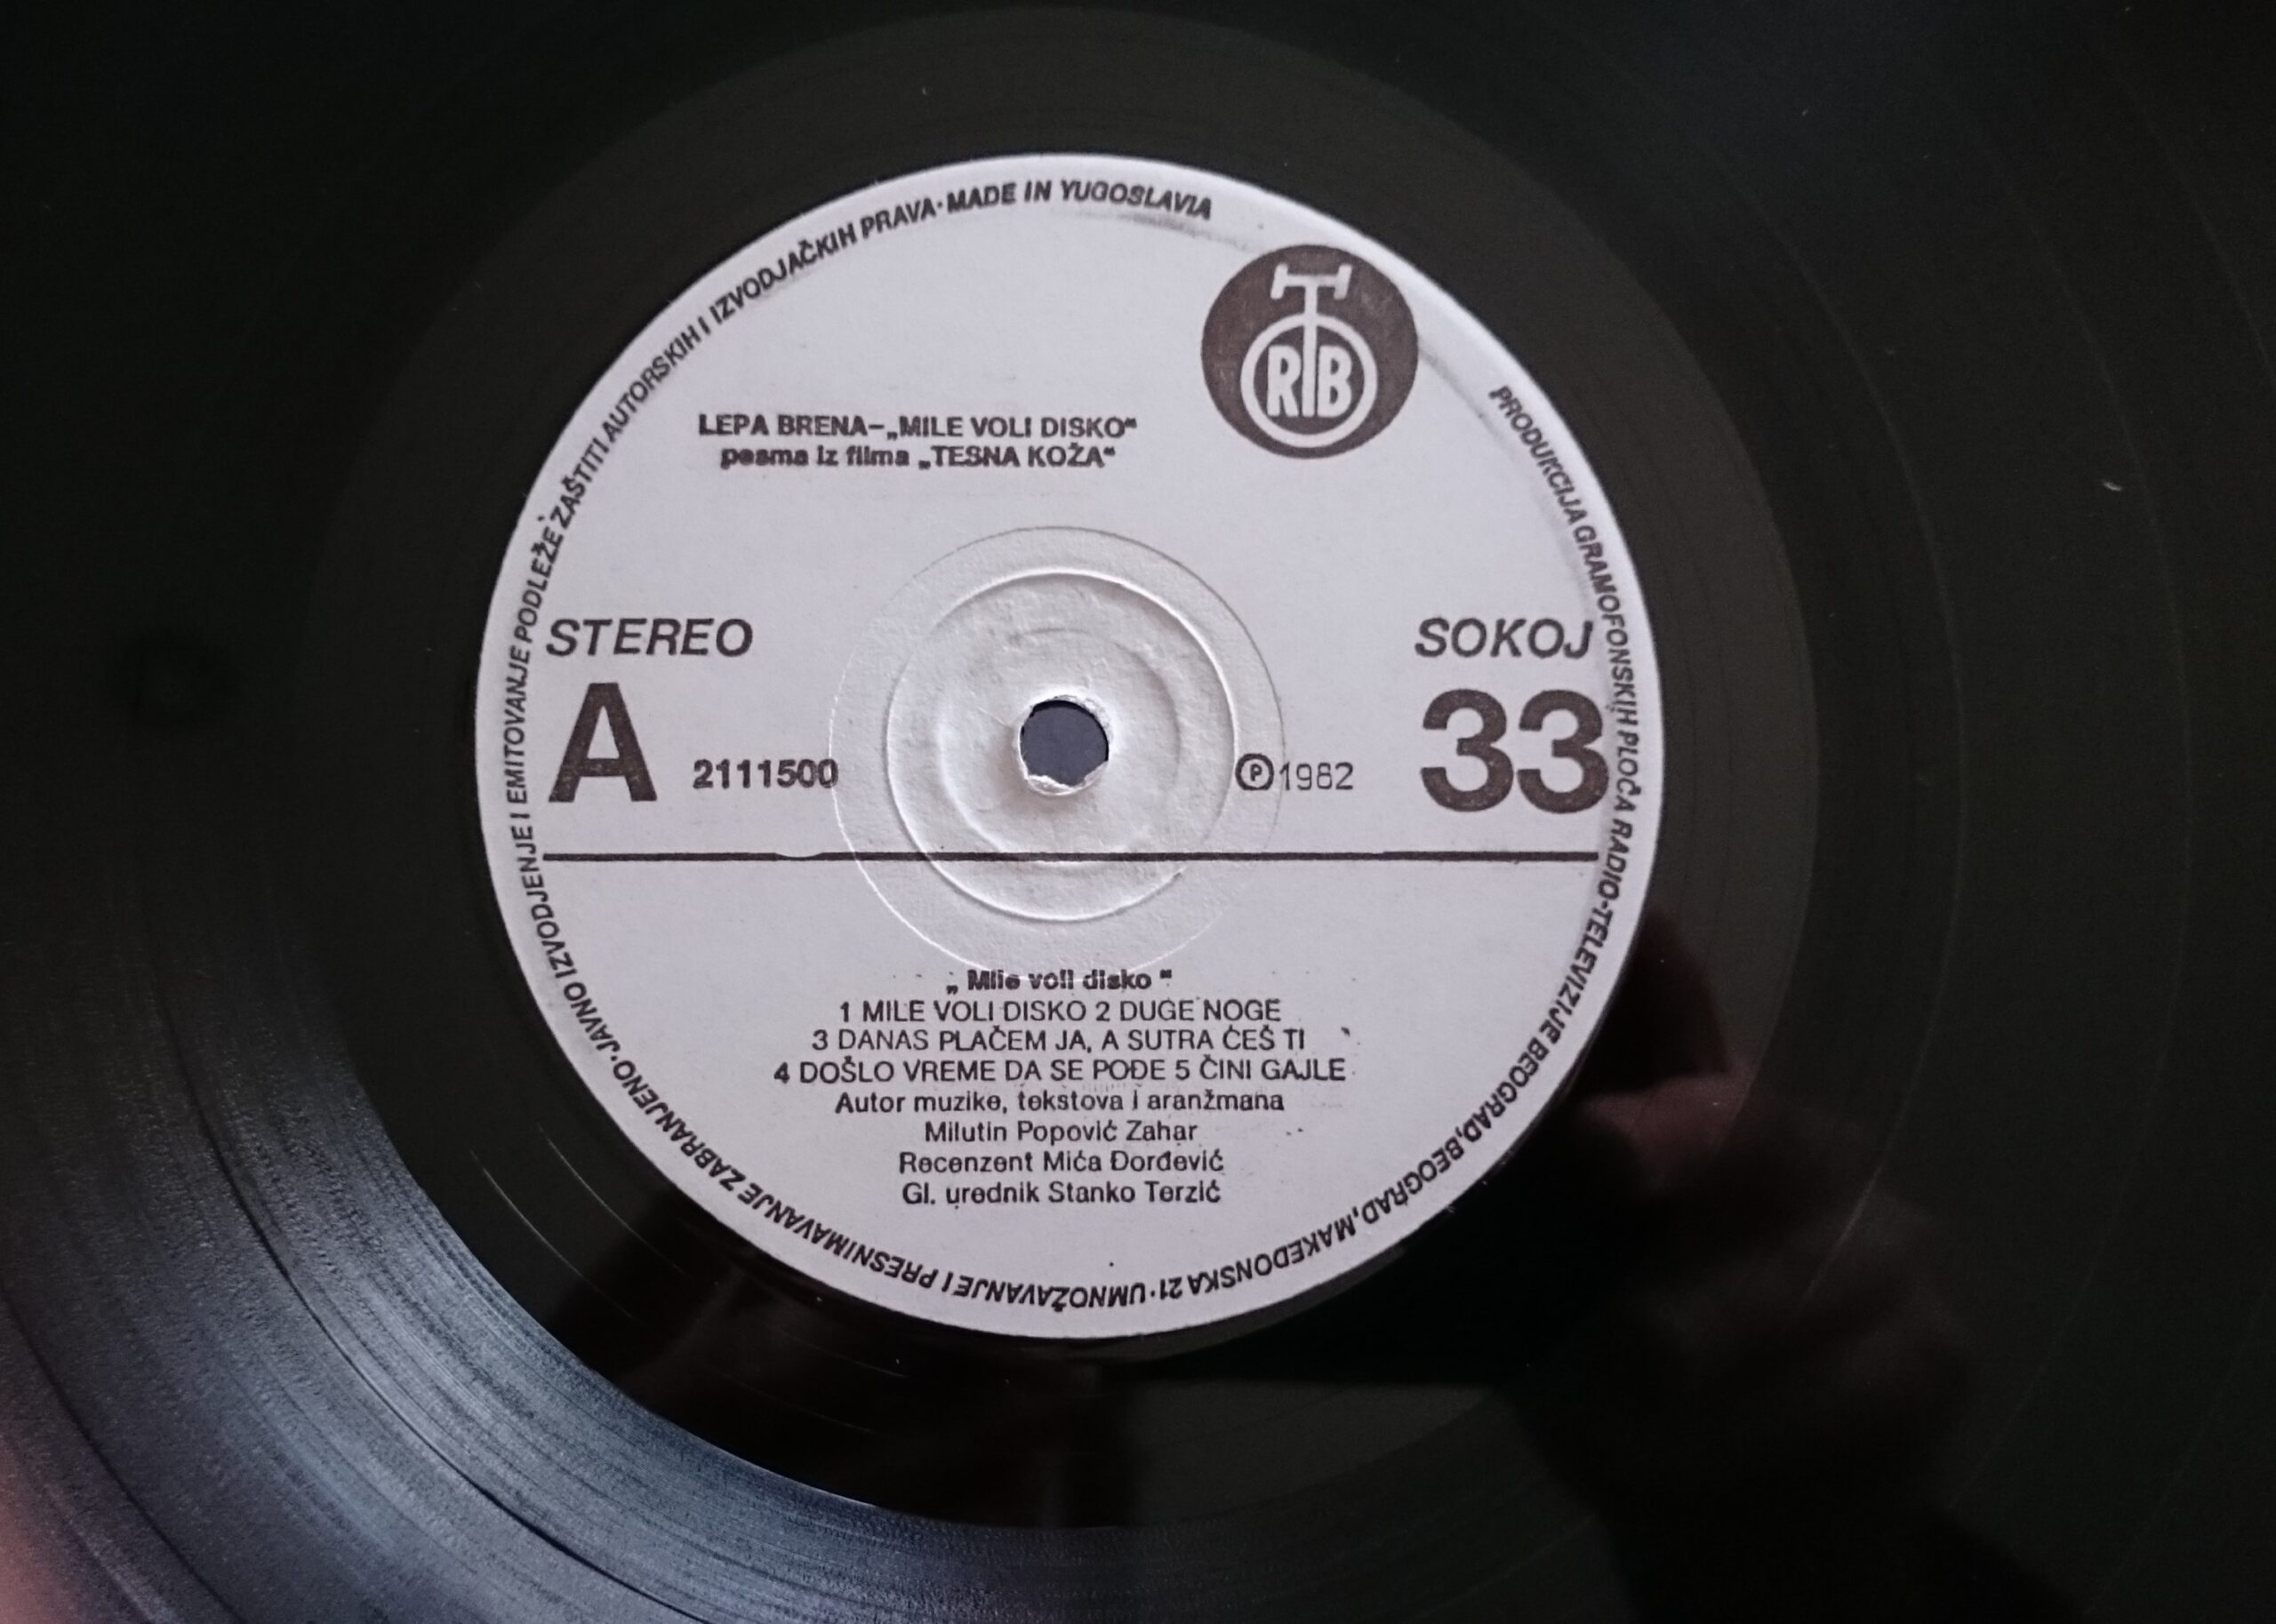 PRODUKCIJA GRAMOFONSKIH PLOČA RADIO-TELEVIZIJE BEOGRAD, BEOGRAD, MAKEDONSKA 21·UMNOŽAVANJE I PRESNIMAVANJE ZABRANJENO·JAVNO IZVODJENJE I EMITOVANJE PODLEŽE ZAŠTITI AUTORSKIH I IZVODJAČKIH PRAVA·MADE IN YUGOSLAVIA
RTB
LEPA BRENA-„MILE VOLI DISKO“
pesma iz filma „TESNA KOŽA“
STEREO
SOKOJ
A
2111500
℗1982
33
„Mile voli disko“
1 MILE VOLI DISKO 2 DUGE NOGE
3 DANAS PLAČEM JA, A SUTRA ĆEŠ TI
4 DOŠLO VREME DA SE POĐE 5 ČINI GAJLE
Autor muzike, tekstova i aranžmana
Milutin Popović Zahar
Recenzent Mića Đorđević
Gl. urednik Stanko Terzić